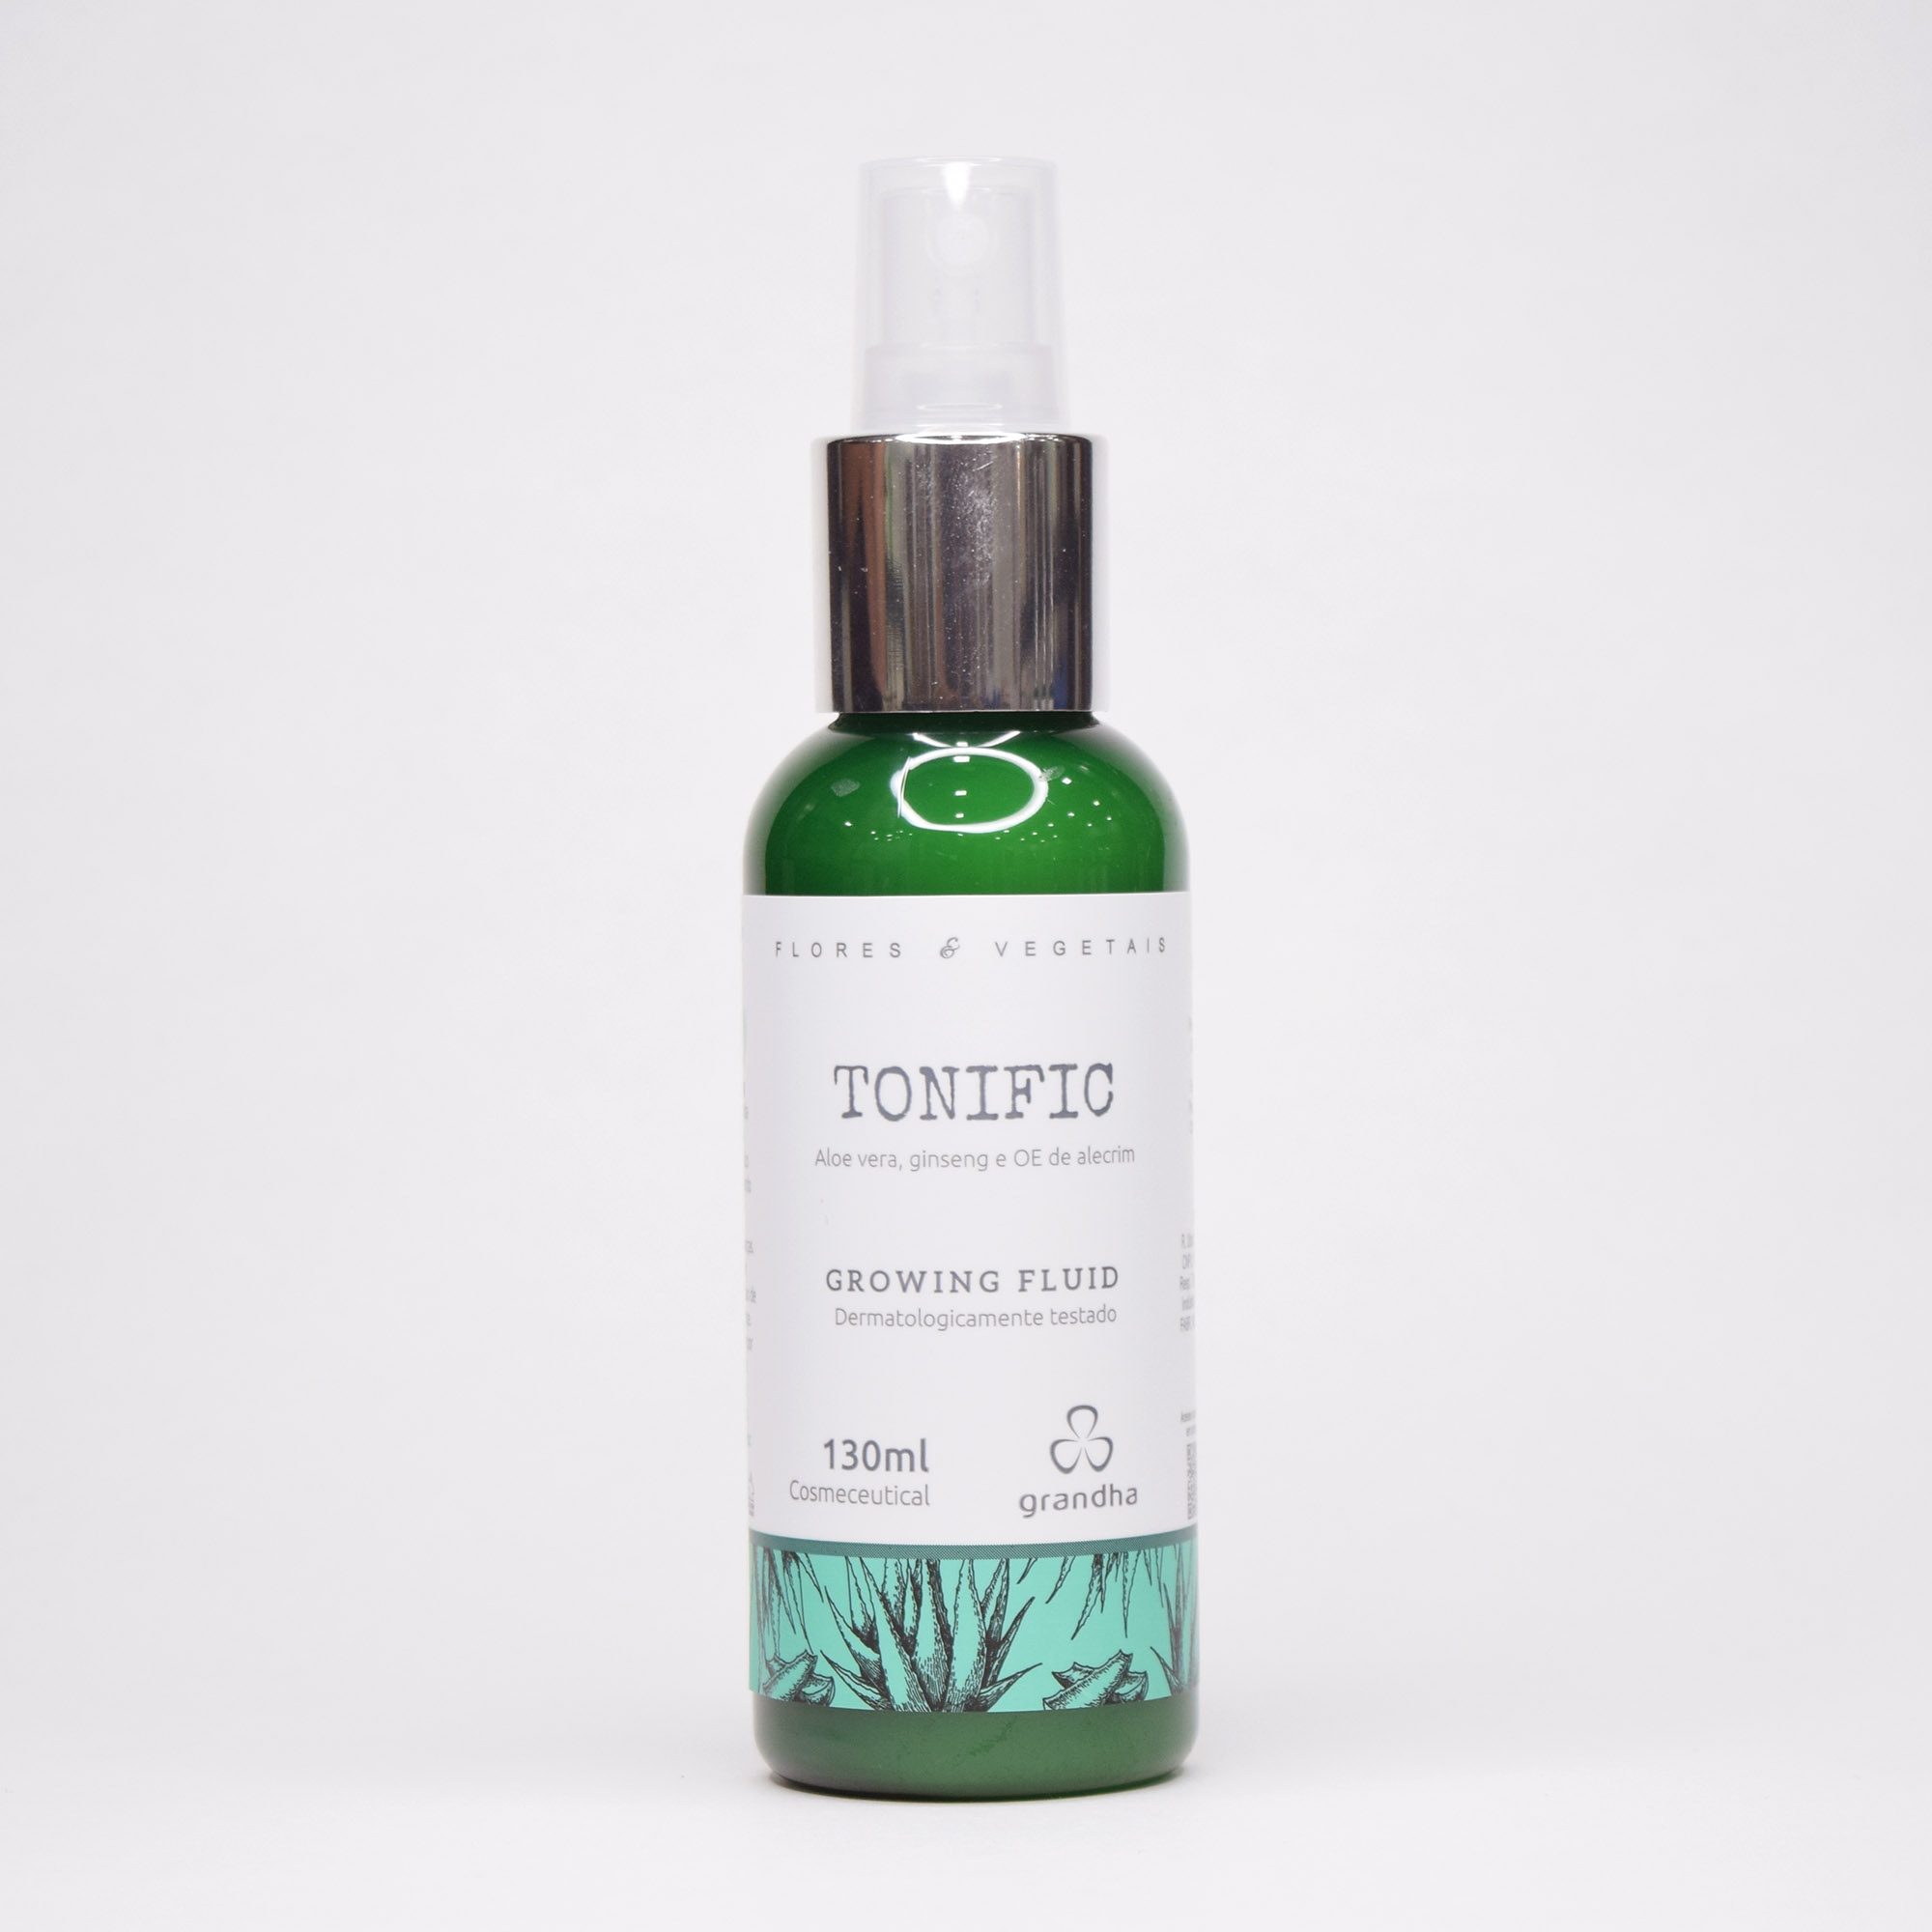 FLORES & VEGETAIS
TONIFIC
Aloe vera, ginseng e OE de alecrim
GROWING FLUID
Dermatologicamente testado
130ml
Cosmeceutical
grandha